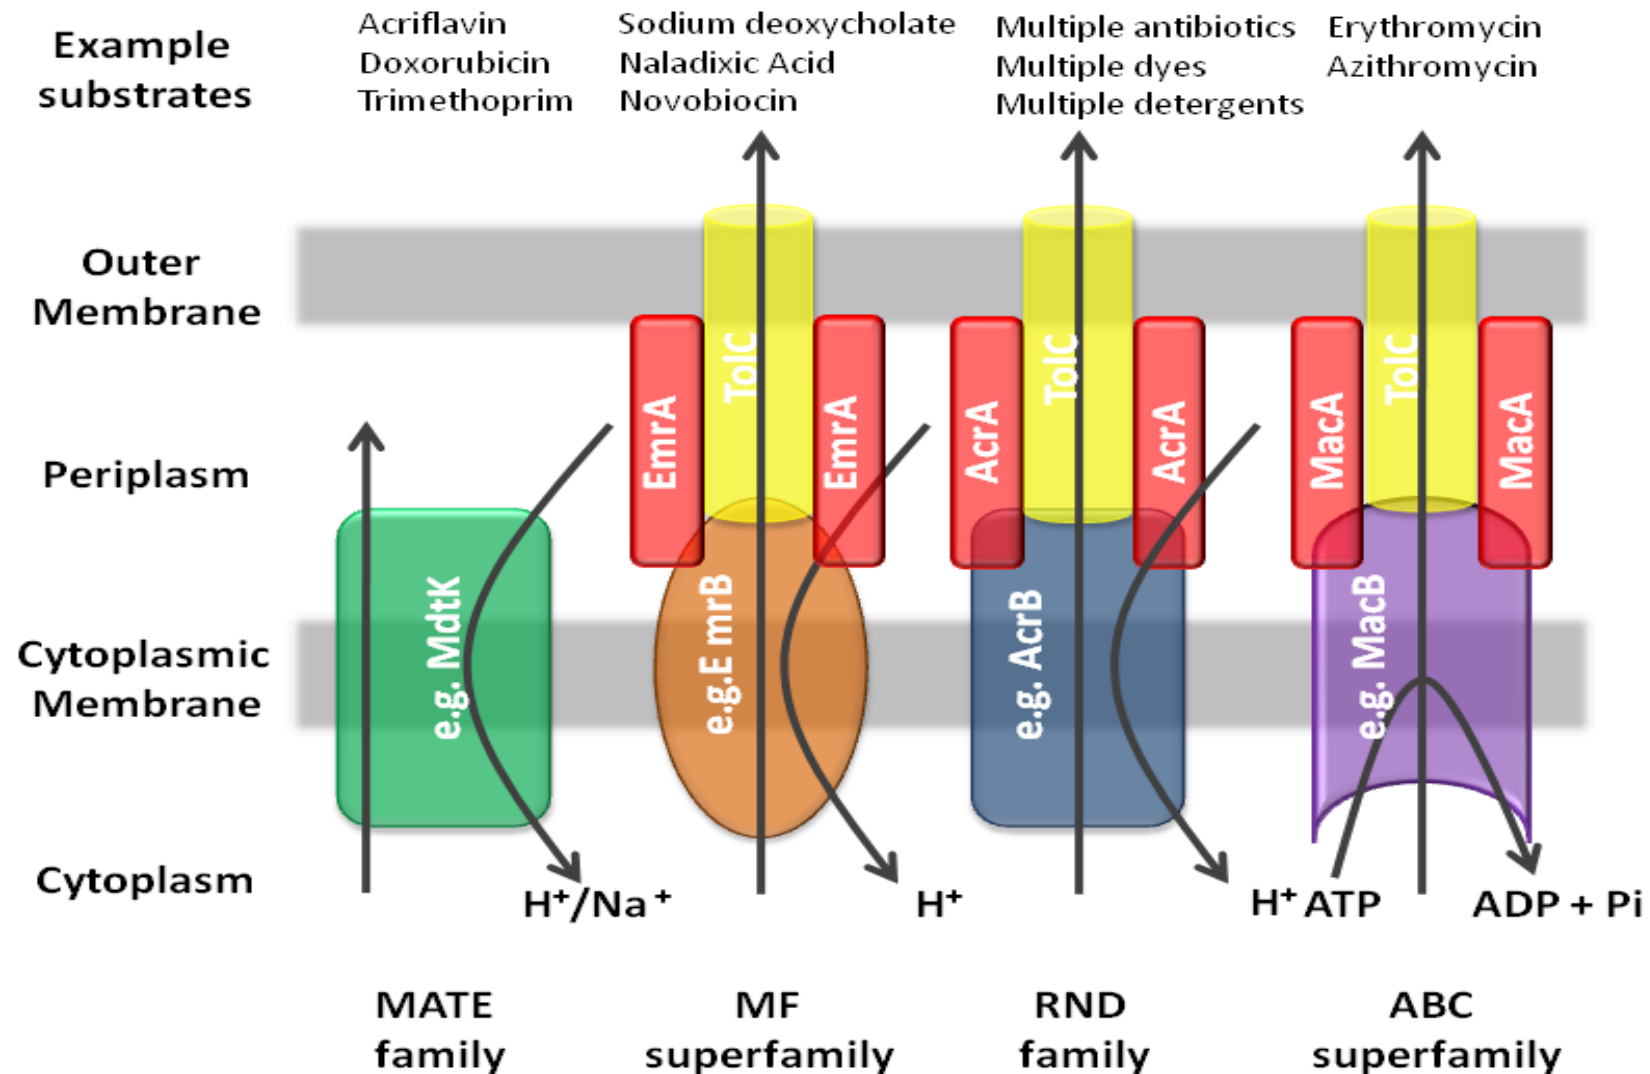 Example
substrates
Acriflavin
Doxorubicin
Trimethoprim
Sodium deoxycholate
Naladixic Acid
Novobiocin
Multiple antibiotics
Multiple dyes
Multiple detergents
Erythromycin
Azithromycin
Outer
Membrane
Periplasm
Cytoplasmic
Membrane
Cytoplasm
e.g. MdtK
EmrA
TolC
EmrA
e.g.E mrB
AcrA
TolC
AcrA
e.g. AcrB
MacA
TolC
MacA
e.g. MacB
H⁺/Na⁺
H⁺
H⁺
ATP
ADP + Pi
MATE
family
MF
superfamily
RND
family
ABC
superfamily